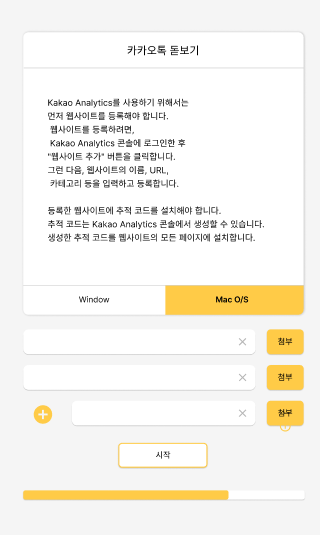 카카오톡 돋보기
Kakao Analytics를 사용하기 위해서는
먼저 웹사이트를 등록해야 합니다.
웹사이트를 등록하려면,
Kakao Analytics 콘솔에 로그인한 후
"웹사이트 추가" 버튼을 클릭합니다.
그런 다음, 웹사이트의 이름, URL,
카테고리 등을 입력하고 등록합니다.
등록한 웹사이트에 추적 코드를 설치해야 합니다.
추적 코드는 Kakao Analytics 콘솔에서 생성할 수 있습니다.
생성한 추적 코드를 웹사이트의 모든 페이지에 설치합니다.
Window
Mac O/S
첨부
첨부
첨부
시작